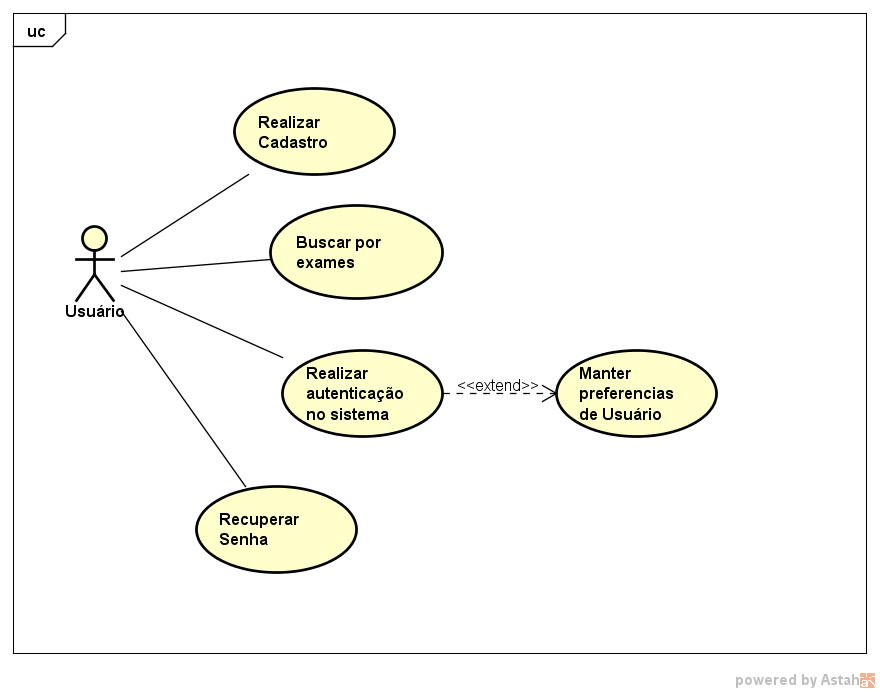 uc
Realizar
Cadastro
Buscar por
exames
Usuário
Realizar
autenticação
no sistema
<<extend>>
Manter
preferencias
de Usuário
Recuperar
Senha
powered by Astah